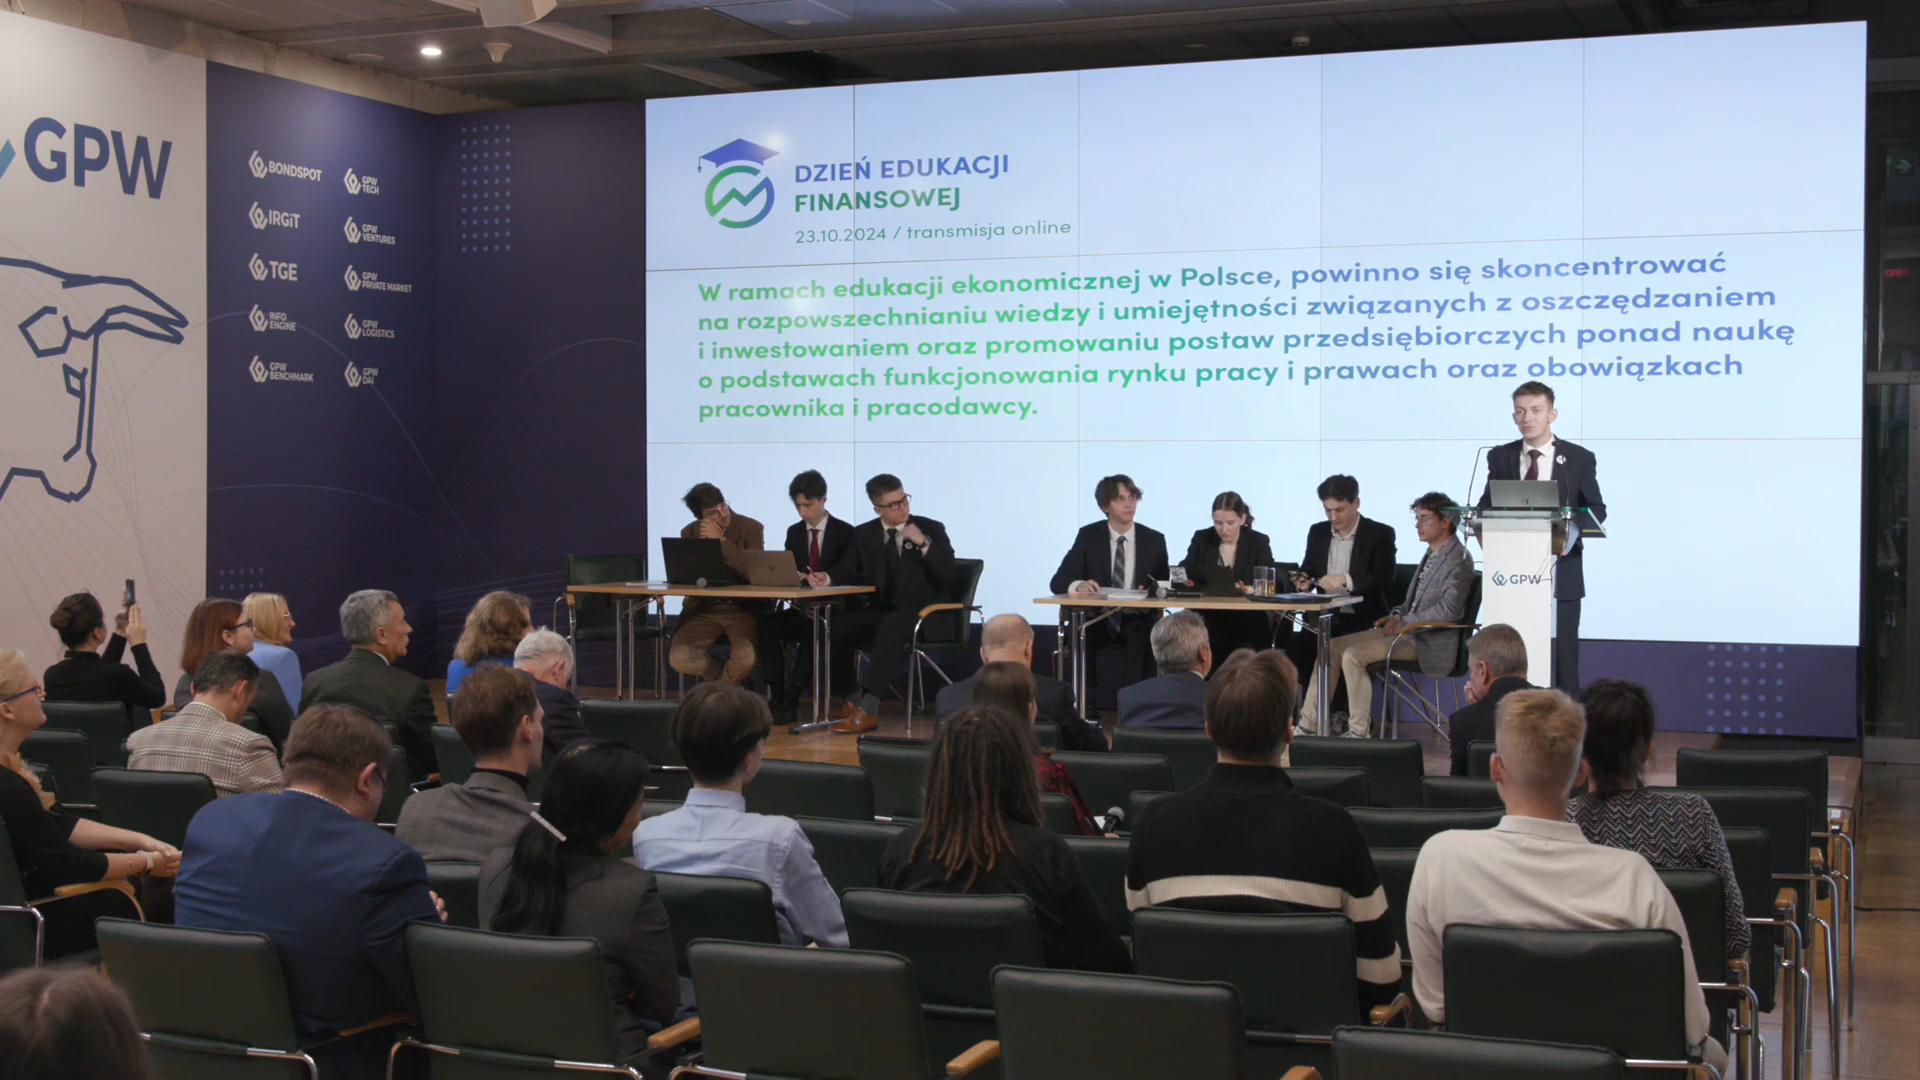 GPW
BONDSPOT
GPW
TECH
IRGiT
GPW
VENTURES
TGE
GPW
PRIVATE MARKET
INFO
ENGINE
GPW
LOGISTICS
GPW
BENCHMARK
GPW
DAI
DZIEŃ EDUKACJI
FINANSOWEJ
23.10.2024 / transmisja online
W ramach edukacji ekonomicznej w Polsce, powinno się skoncentrować
na rozpowszechnianiu wiedzy i umiejętności związanych z oszczędzaniem
i inwestowaniem oraz promowaniu postaw przedsiębiorczych ponad naukę
o podstawach funkcjonowania rynku pracy i prawach oraz obowiązkach
pracownika i pracodawcy.
GPW